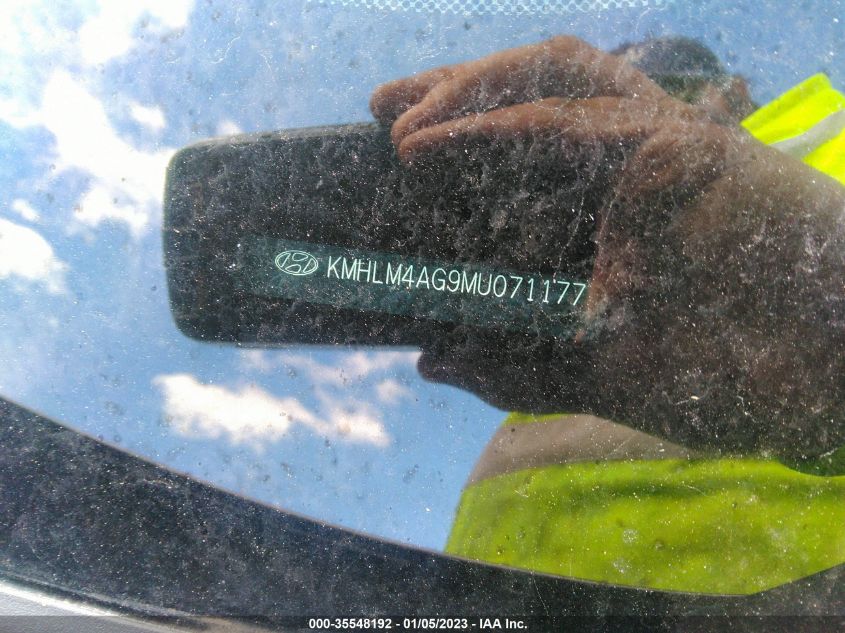 KMHLM4AG9MU071177
000-35548192 - 01/05/2023 - IAA Inc.